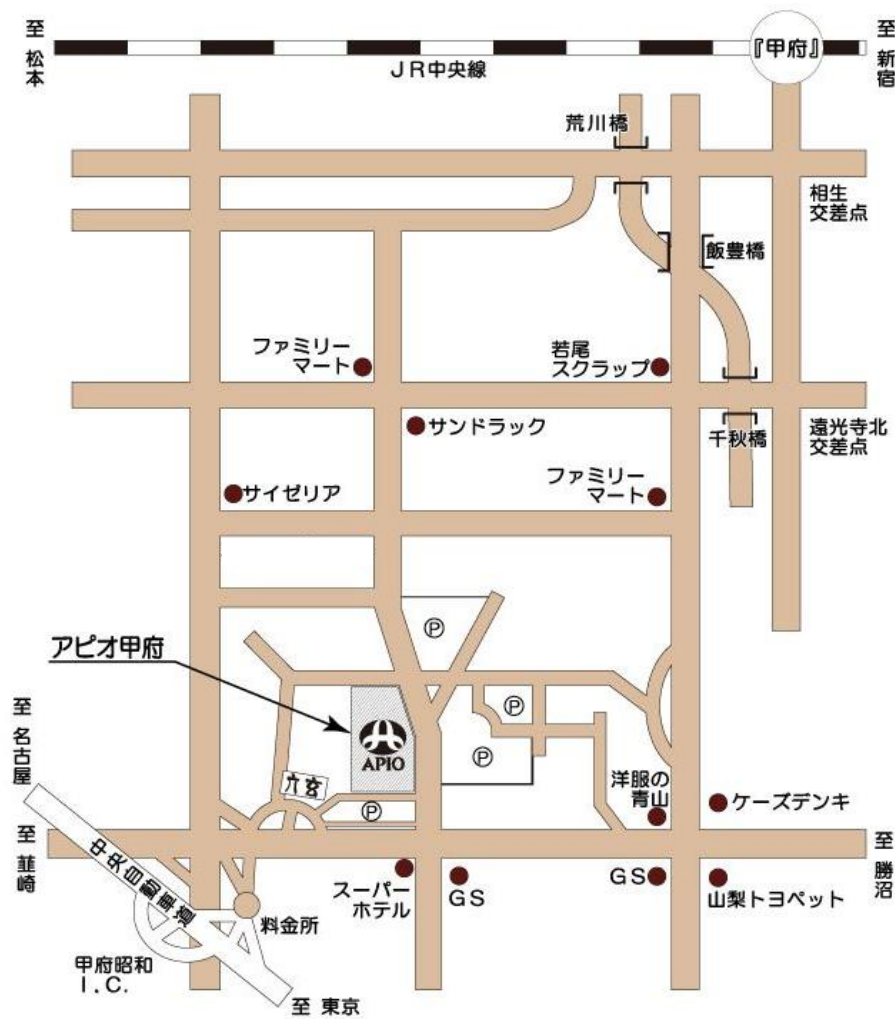 至 松本
JR中央線
『甲府』
至 新宿
荒川橋
相生
交差点
飯豊橋
ファミリー
マート
若尾
スクラップ
サンドラック
千秋橋
遠光寺北
交差点
サイゼリア
ファミリー
マート
Ⓟ
アピオ甲府
至 名古屋
APIO
Ⓟ
Ⓟ
六玄
Ⓟ
洋服の
青山
ケーズデンキ
至 韮崎
中央自動車道
至 勝沼
スーパー
ホテル
GS
GS
山梨トヨペット
料金所
甲府昭和
I.C.
至 東京